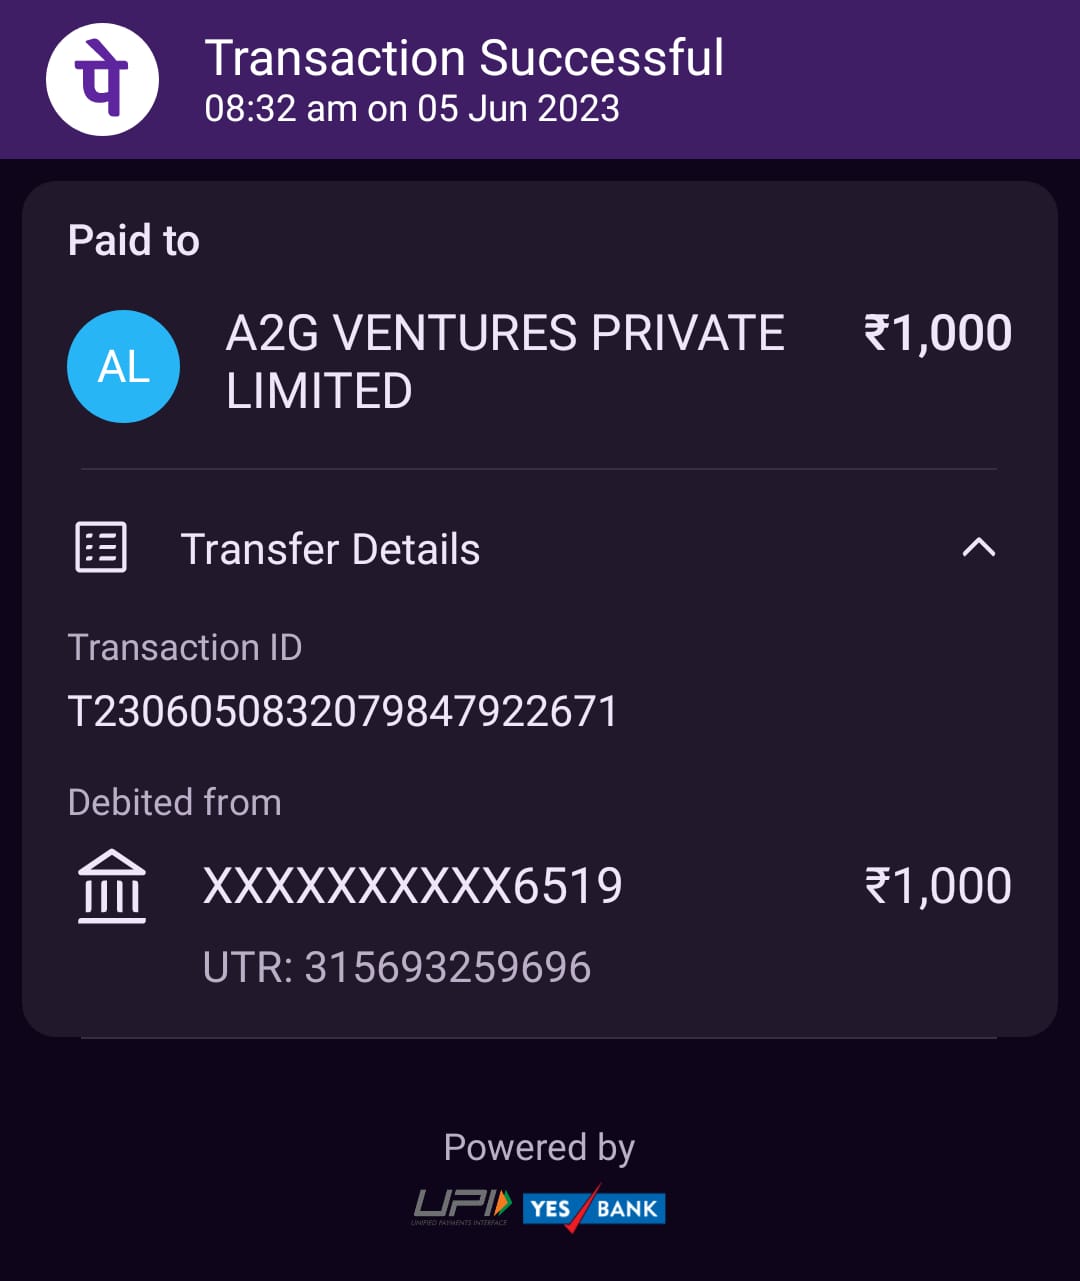 पे
Transaction Successful
08:32 am on 05 Jun 2023
Paid to
AL
A2G VENTURES PRIVATE
LIMITED
₹1,000
Transfer Details
Transaction ID
T2306050832079847922671
Debited from
XXXXXXXXXX6519
₹1,000
UTR: 315693259696
Powered by
UPI
UNIFIED PAYMENTS INTERFACE
YES BANK